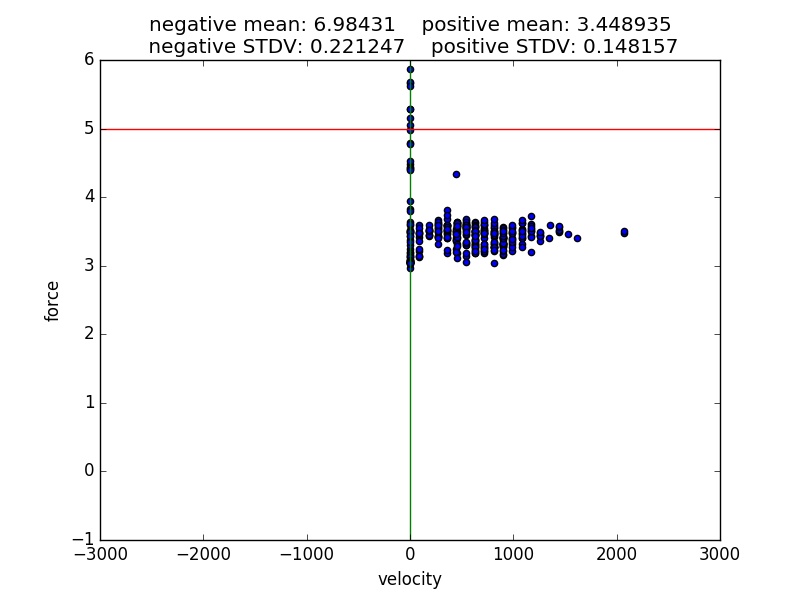 negative mean: 6.98431    positive mean: 3.448935
negative STDV: 0.221247    positive STDV: 0.148157
6
5
4
3
2
1
0
−1
force
−3000 −2000 −1000 0 1000 2000 3000
velocity